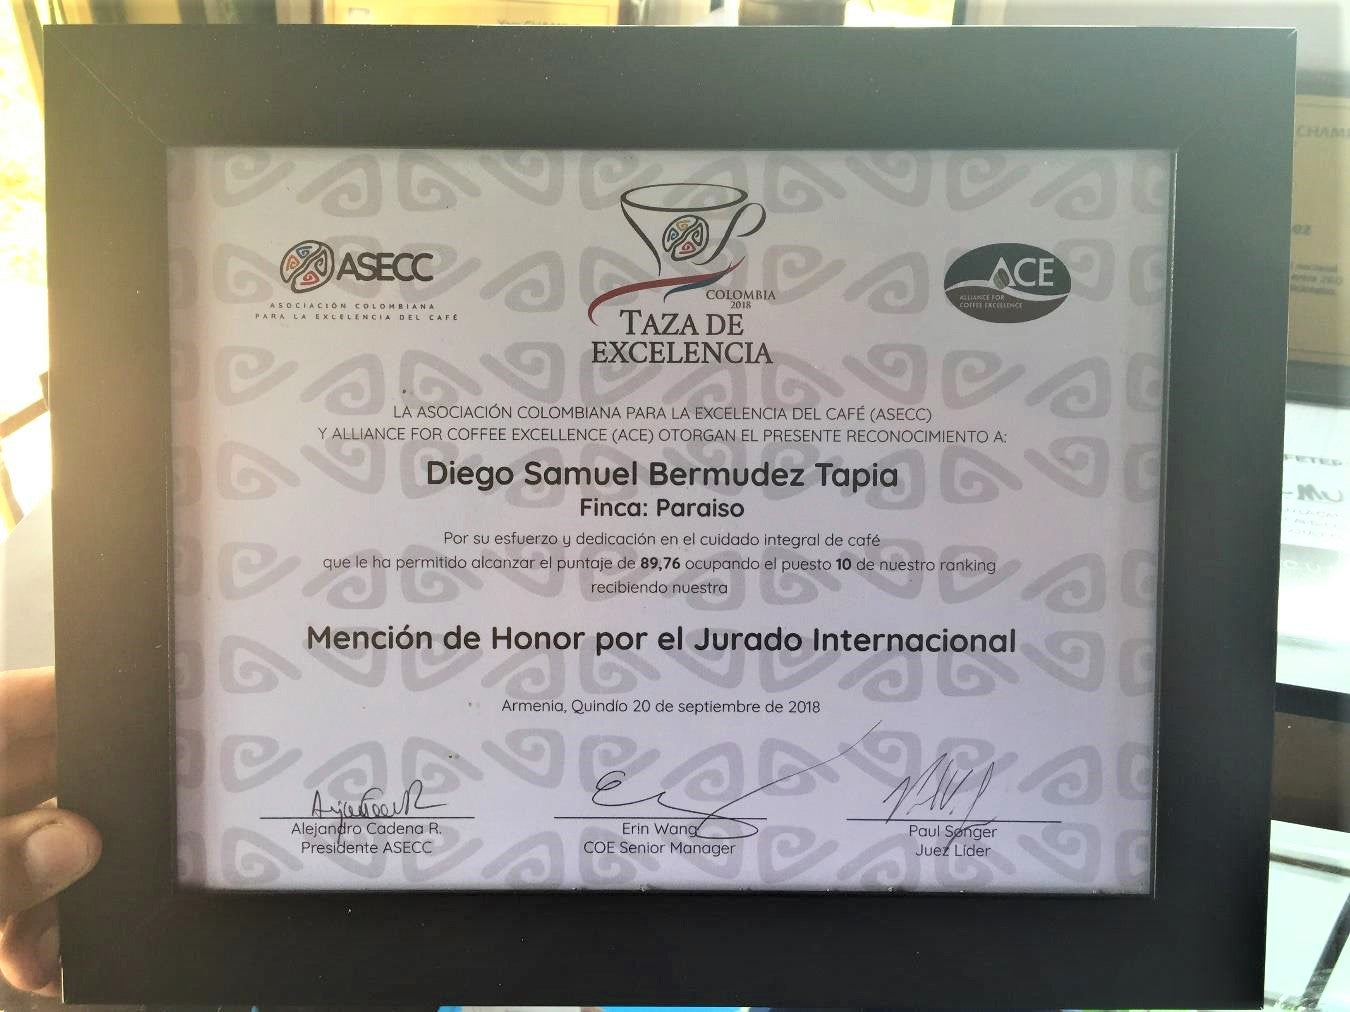 ASECC
ASOCIACIÓN COLOMBIANA
PARA LA EXCELENCIA DEL CAFÉ
COLOMBIA
2018
TAZA DE
EXCELENCIA
ACE
ALLIANCE FOR
COFFEE EXCELLENCE
LA ASOCIACIÓN COLOMBIANA PARA LA EXCELENCIA DEL CAFÉ (ASECC)
Y ALLIANCE FOR COFFEE EXCELLENCE (ACE) OTORGAN EL PRESENTE RECONOCIMIENTO A:
Diego Samuel Bermudez Tapia
Finca: Paraiso
Por su esfuerzo y dedicación en el cuidado integral de café
que le ha permitido alcanzar el puntaje de 89,76 ocupando el puesto 10 de nuestro ranking
recibiendo nuestra
Mención de Honor por el Jurado Internacional
Armenia, Quindío 20 de septiembre de 2018
Alejandro Cadena R.
Presidente ASECC
Erin Wang
COE Senior Manager
Paul Songer
Juez Líder